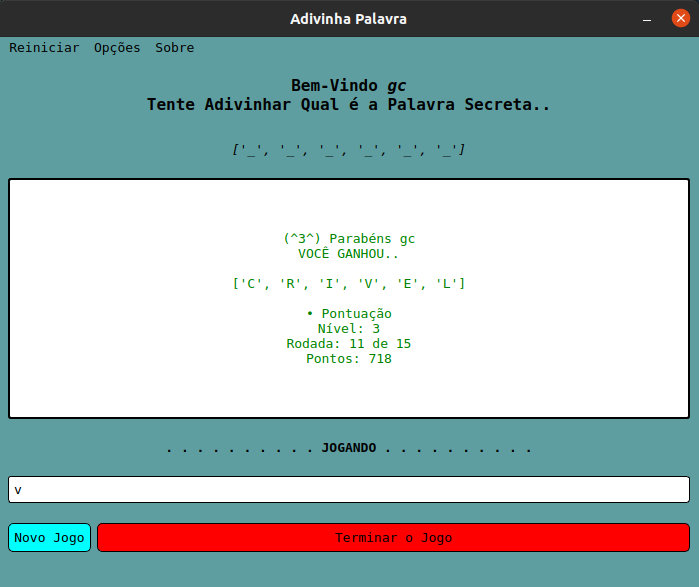 Adivinha Palavra
Reiniciar Opções Sobre
Bem-Vindo gc
Tente Adivinhar Qual é a Palavra Secreta..
['_', '_', '_', '_', '_', '_']
(^3^) Parabéns gc
VOCÊ GANHOU..
['C', 'R', 'I', 'V', 'E', 'L']
• Pontuação
Nível: 3
Rodada: 11 de 15
Pontos: 718
. . . . . . . . . . JOGANDO . . . . . . . . . .
v
Novo Jogo Terminar o Jogo